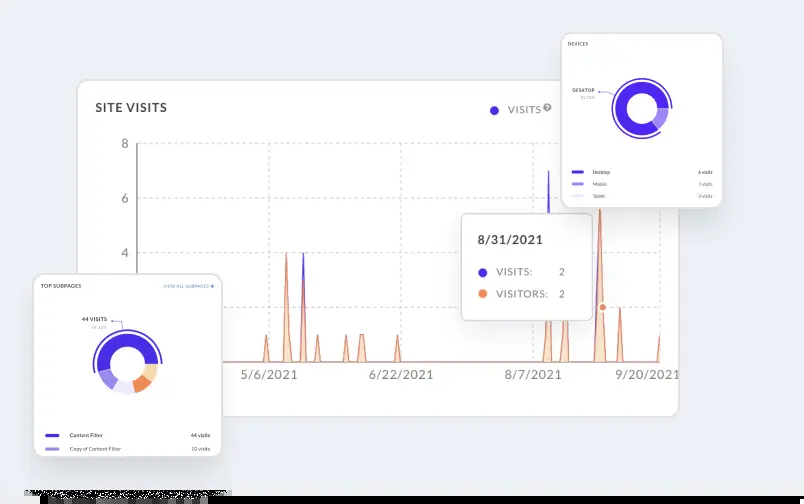 DEVICES
DESKTOP
Desktop
6 visits
Mobile
1 visits
Tablet
0 visits
SITE VISITS
VISITS
8
6
4
8/31/2021
VISITS: 2
VISITORS: 2
5/6/2021
6/22/2021
8/7/2021
9/20/2021
TOP SUBPAGES
VIEW ALL SUBPAGES
44 VISITS
Content Filter
44 visits
Copy of Content Filter
10 visits